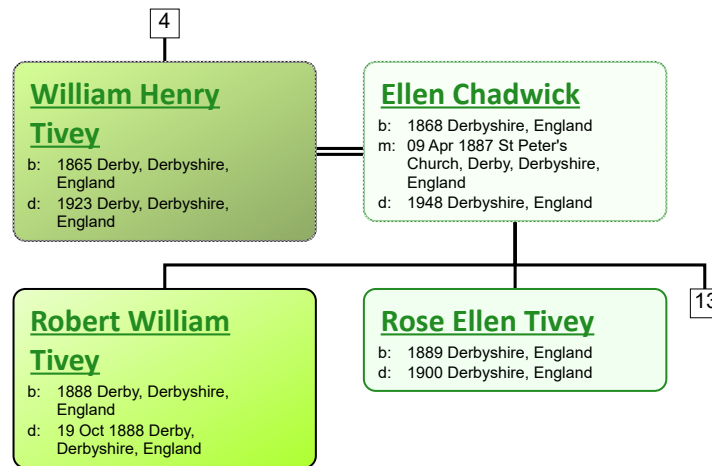 4
William Henry
Tivey
b: 1865 Derby, Derbyshire,
England
d: 1923 Derby, Derbyshire,
England
Ellen Chadwick
b: 1868 Derbyshire, England
m: 09 Apr 1887 St Peter's
Church, Derby, Derbyshire,
England
d: 1948 Derbyshire, England
Robert William
Tivey
b: 1888 Derby, Derbyshire,
England
d: 19 Oct 1888 Derby,
Derbyshire, England
Rose Ellen Tivey
b: 1889 Derbyshire, England
d: 1900 Derbyshire, England
13